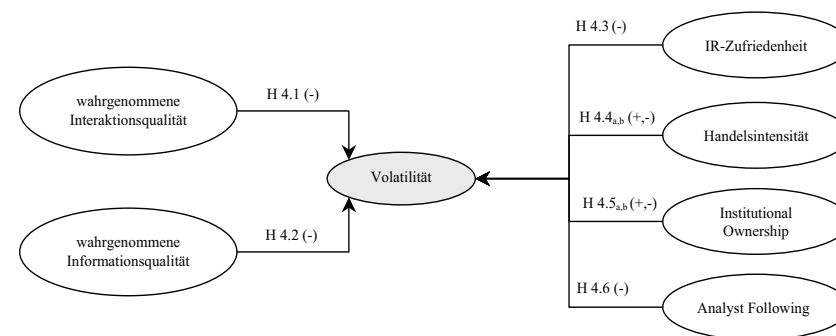 H 4.3 (-)
IR-Zufriedenheit
wahrgenommene
Interaktionsqualität
H 4.1 (-)
H 4.4a,b (+,-)
Handelsintensität
Volatilität
H 4.5a,b (+,-)
Institutional
Ownership
wahrgenommene
Informationsqualität
H 4.2 (-)
H 4.6 (-)
Analyst Following